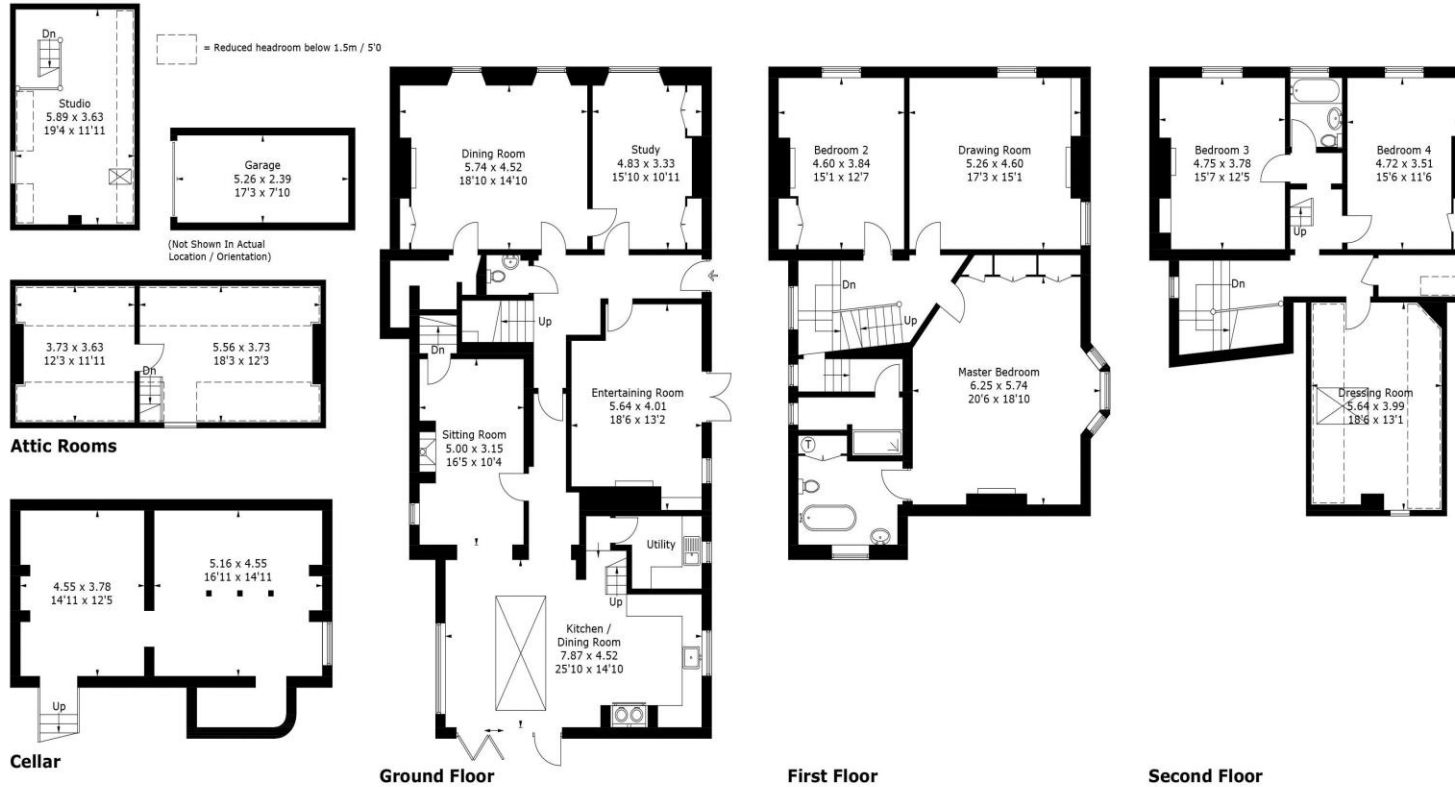 Dn
= Reduced headroom below 1.5m / 5'0
Studio
5.89 x 3.63
19'4 x 11'11
Garage
5.26 x 2.39
17'3 x 7'10
(Not Shown In Actual
Location / Orientation)
3.73 x 3.63
12'3 x 11'11
Dn
5.56 x 3.73
18'3 x 12'3
Attic Rooms
4.55 x 3.78
14'11 x 12'5
5.16 x 4.55
16'11 x 14'11
Up
Cellar
Dining Room
5.74 x 4.52
18'10 x 14'10
Study
4.83 x 3.33
15'10 x 10'11
Up
Dn
Entertaining Room
5.64 x 4.01
18'6 x 13'2
Sitting Room
5.00 x 3.15
16'5 x 10'4
Utility
Up
Kitchen /
Dining Room
7.87 x 4.52
25'10 x 14'10
Ground Floor
Bedroom 2
4.60 x 3.84
15'1 x 12'7
Drawing Room
5.26 x 4.60
17'3 x 15'1
Dn
Up
Master Bedroom
6.25 x 5.74
20'6 x 18'10
T
First Floor
Bedroom 3
4.75 x 3.78
15'7 x 12'5
Bedroom 4
4.72 x 3.51
15'6 x 11'6
Up
Dn
Dressing Room
5.64 x 3.99
18'6 x 13'1
Second Floor